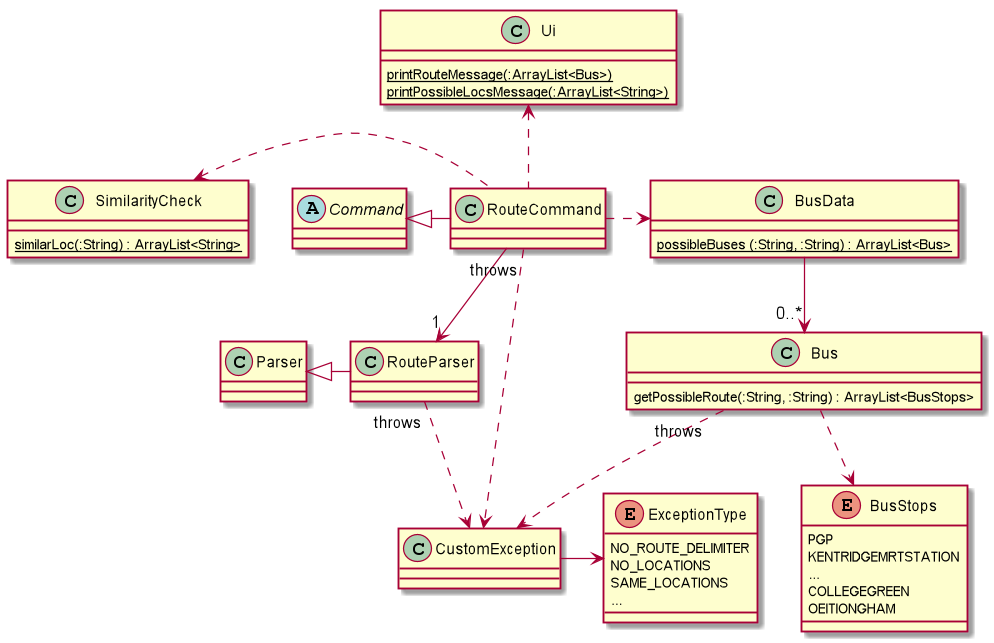 C Ui
printRouteMessage(:ArrayList<Bus>)
printPossibleLocsMessage(:ArrayList<String>)
C SimilarityCheck
similarLoc(:String) : ArrayList<String>
A Command
C RouteCommand
C BusData
possibleBuses (:String, :String) : ArrayList<Bus>
throws
1
0..*
C Parser
C RouteParser
C Bus
getPossibleRoute(:String, :String) : ArrayList<BusStops>
throws
throws
C CustomException
E ExceptionType
NO_ROUTE_DELIMITER
NO_LOCATIONS
SAME_LOCATIONS
...
E BusStops
PGP
KENTRIDGEMRTSTATION
...
COLLEGEGREEN
OEITIONGHAM